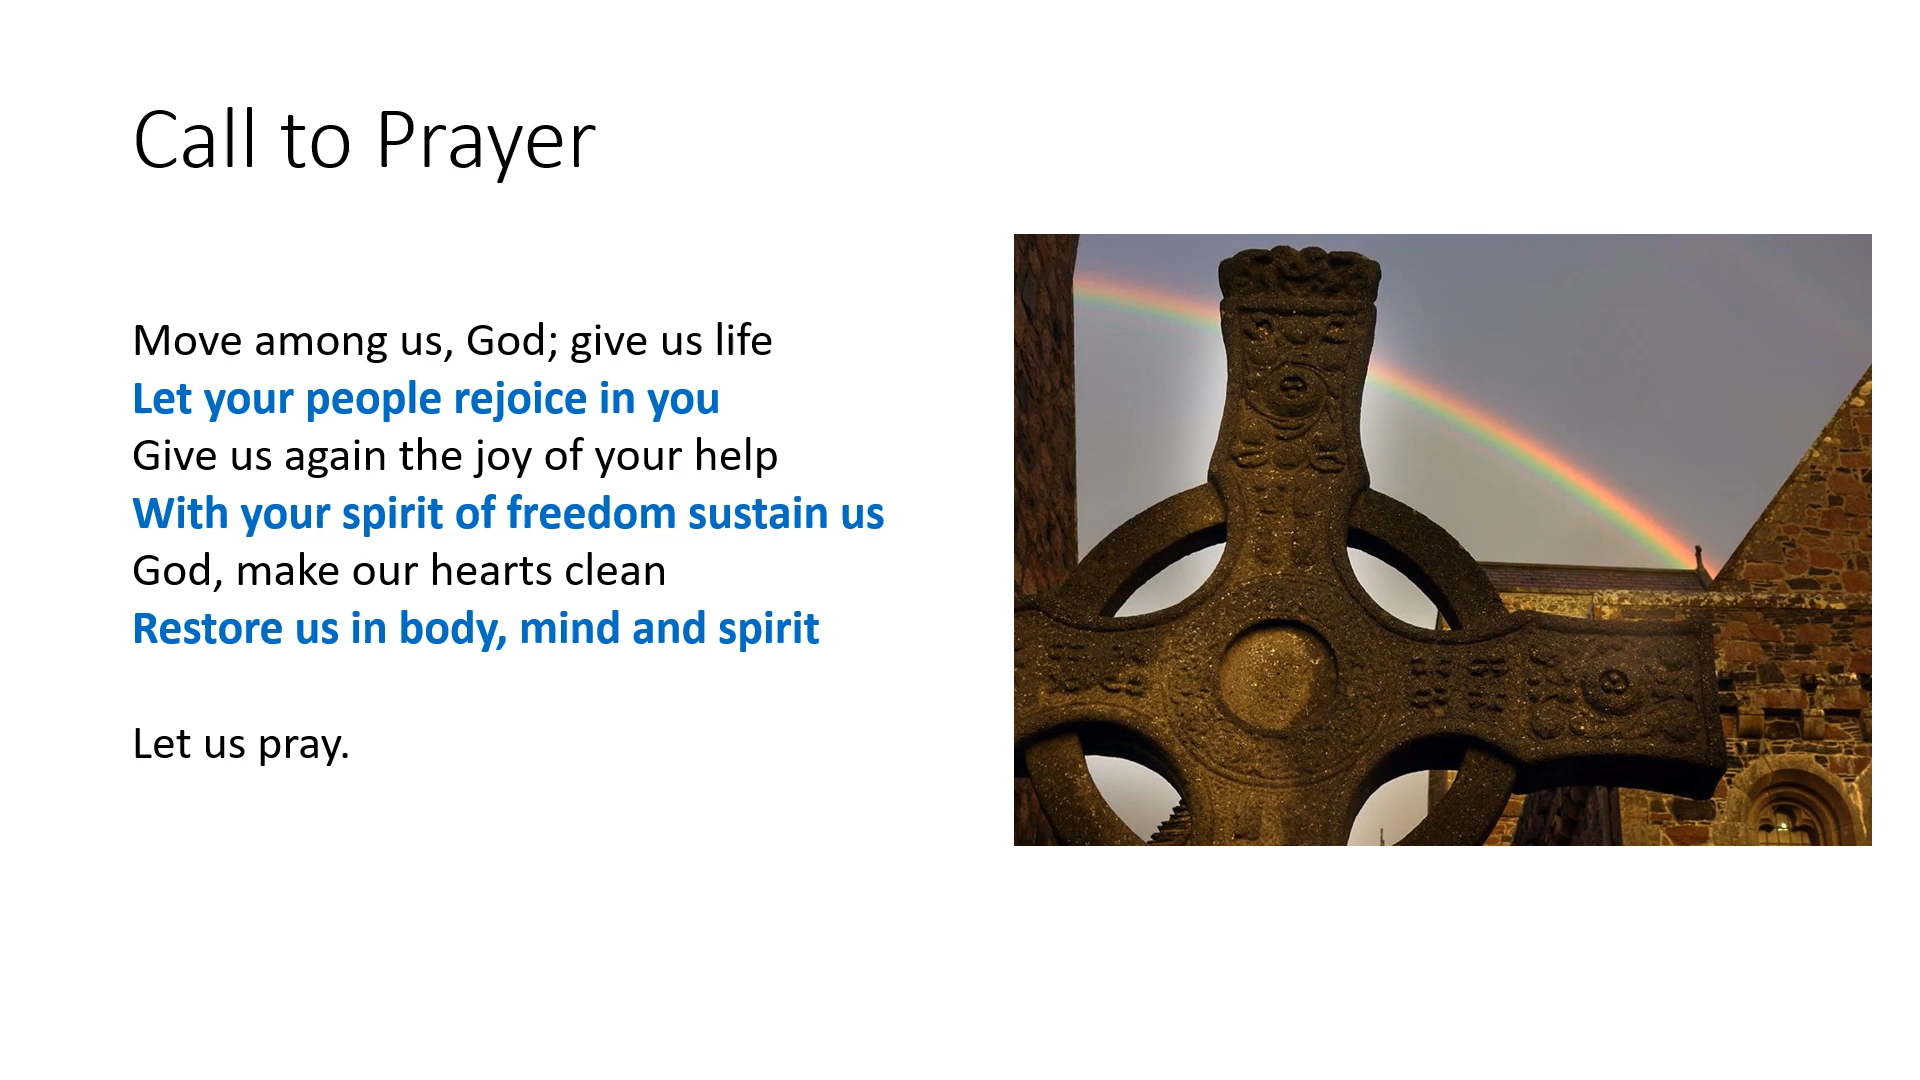 Call to Prayer
Move among us, God; give us life
Let your people rejoice in you
Give us again the joy of your help
With your spirit of freedom sustain us
God, make our hearts clean
Restore us in body, mind and spirit
Let us pray.